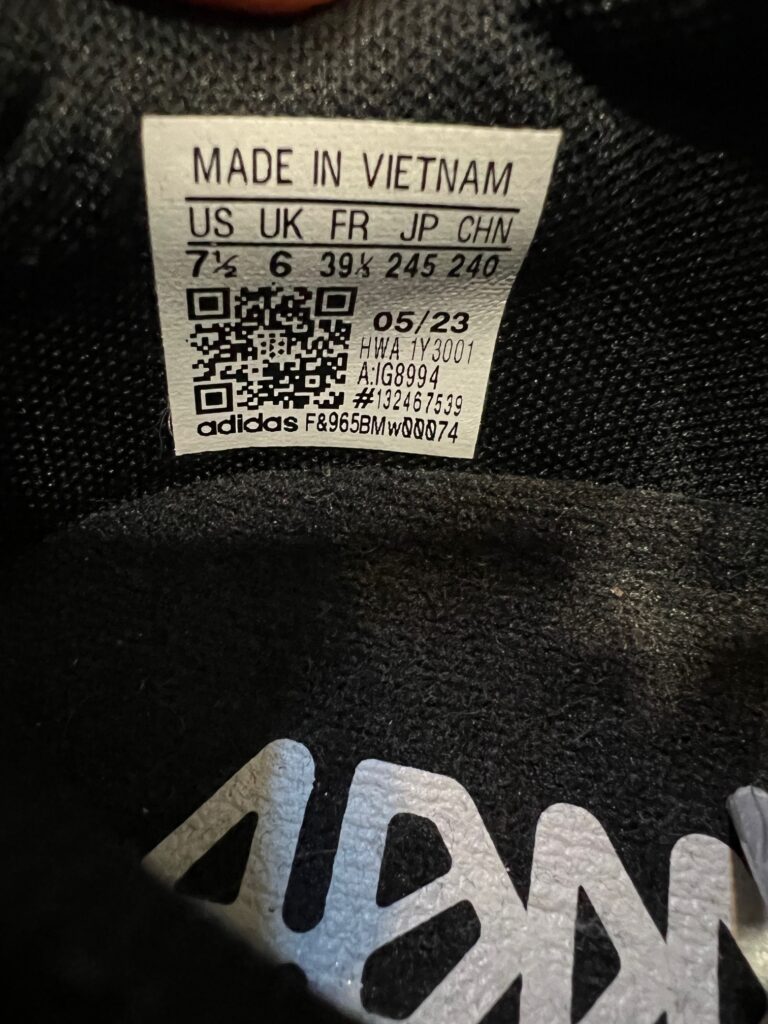 MADE IN VIETNAM
US UK FR JP CHN
7½ 6 39⅓ 245 240
05/23
HWA 1Y3001
A:IG8994
#132467539
adidas F&965BMw00074